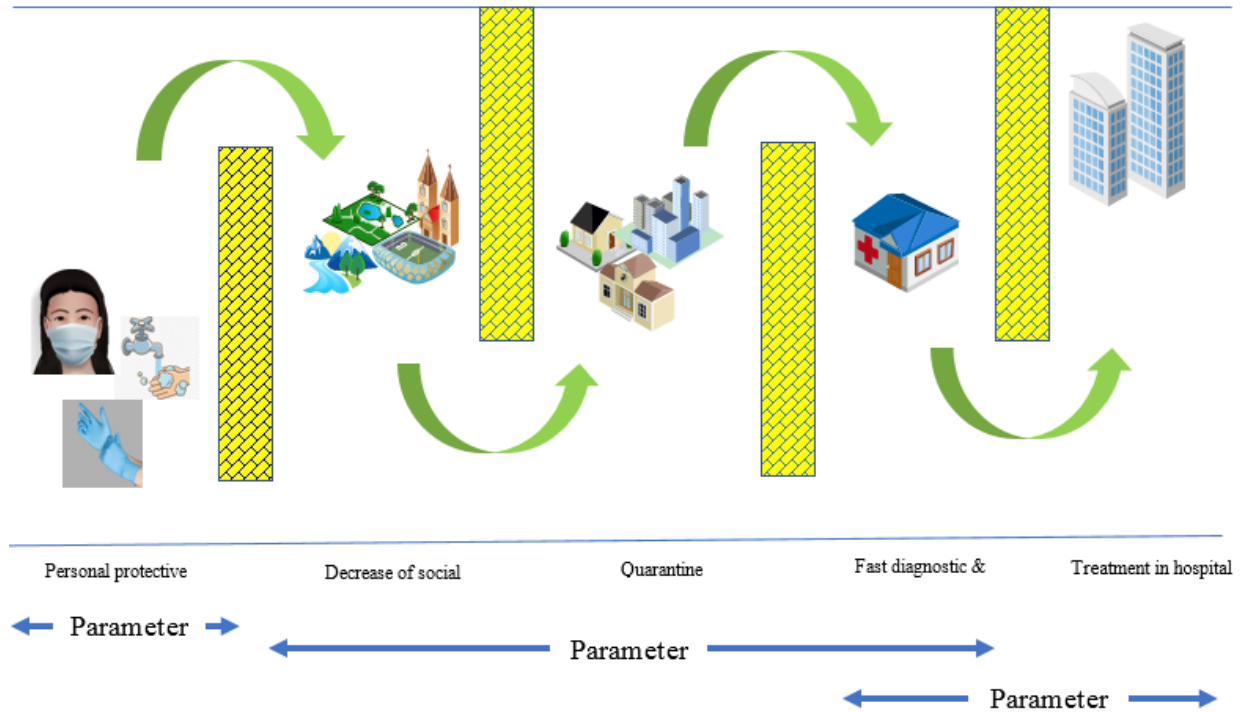 Personal protective
Decrease of social
Quarantine
Fast diagnostic &
Treatment in hospital
Parameter
Parameter
Parameter